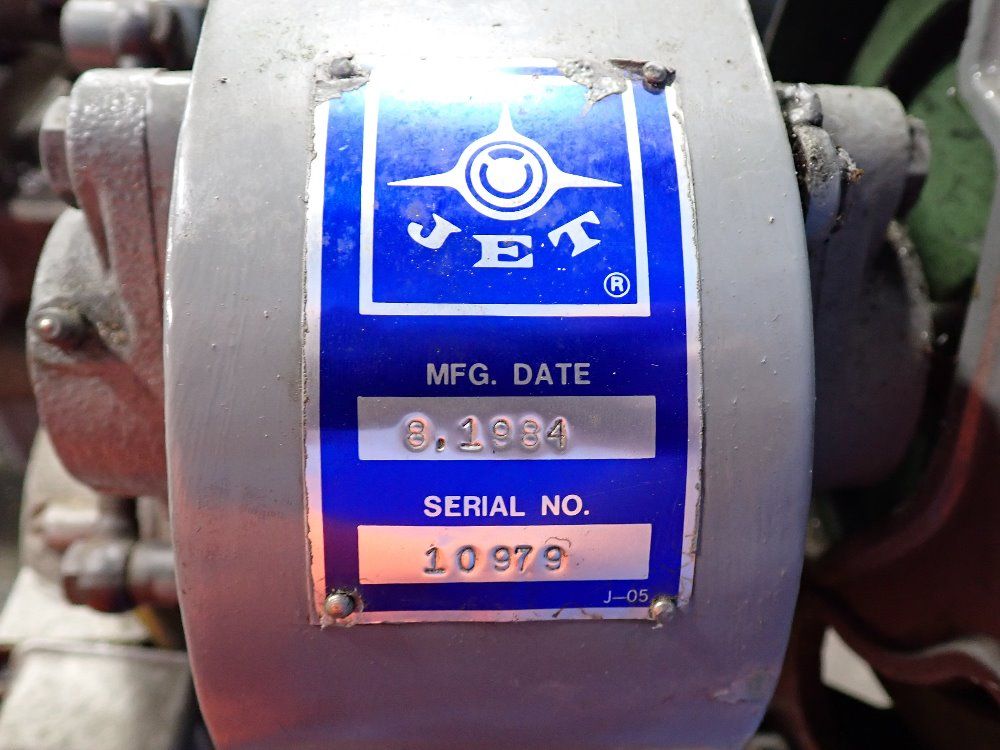 JET
®
MFG. DATE
8,1984
SERIAL NO.
10979
J-05